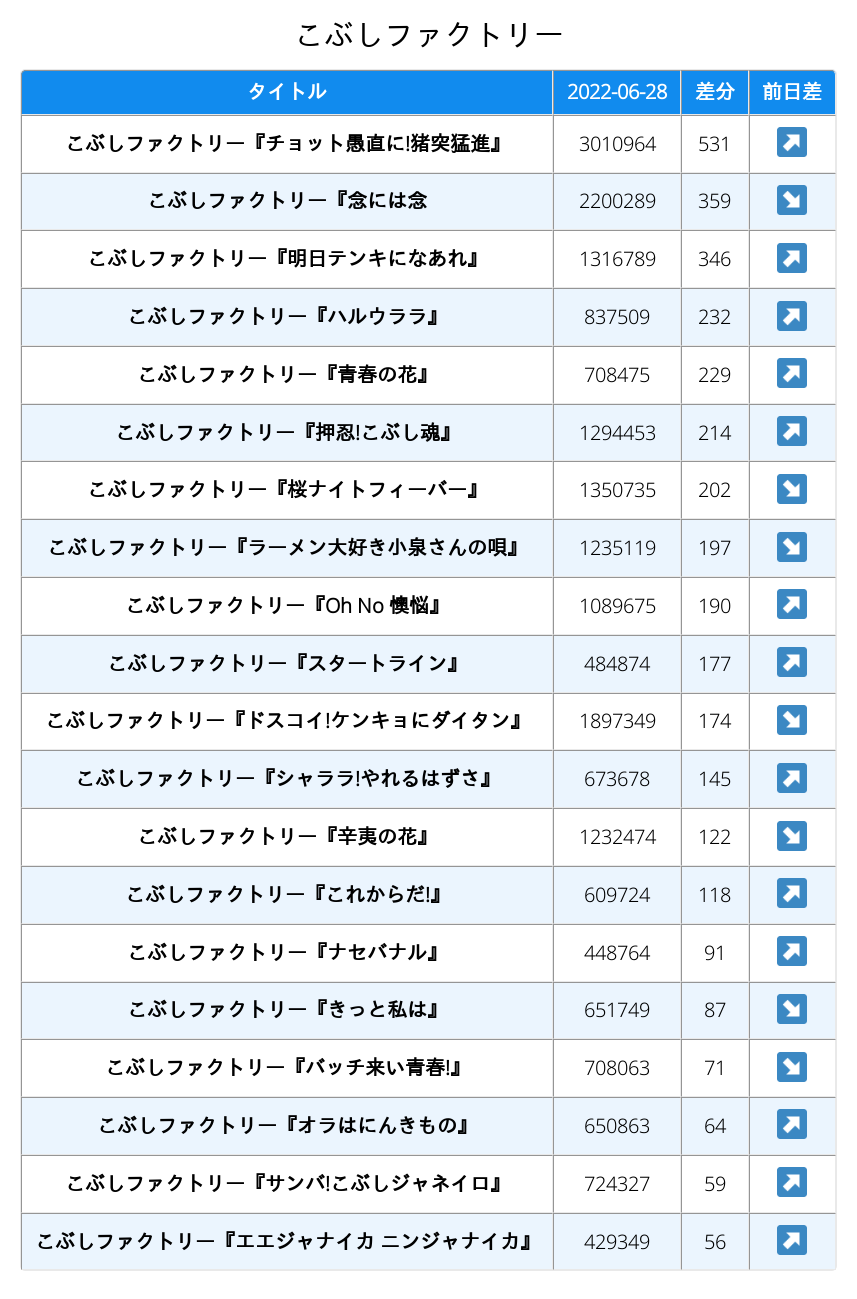 こぶしファクトリー
タイトル 2022-06-28 差分 前日差
こぶしファクトリー『チョット愚直に!猪突猛進』 3010964 531 ↗
こぶしファクトリー『念には念 2200289 359 ↘
こぶしファクトリー『明日テンキになあれ』 1316789 346 ↗
こぶしファクトリー『ハルウララ』 837509 232 ↗
こぶしファクトリー『青春の花』 708475 229 ↗
こぶしファクトリー『押忍!こぶし魂』 1294453 214 ↗
こぶしファクトリー『桜ナイトフィーバー』 1350735 202 ↘
こぶしファクトリー『ラーメン大好き小泉さんの唄』 1235119 197 ↘
こぶしファクトリー『Oh No 懊悩』 1089675 190 ↗
こぶしファクトリー『スタートライン』 484874 177 ↗
こぶしファクトリー『ドスコイ!ケンキョにダイタン』 1897349 174 ↘
こぶしファクトリー『シャララ!やれるはずさ』 673678 145 ↗
こぶしファクトリー『辛夷の花』 1232474 122 ↘
こぶしファクトリー『これからだ!』 609724 118 ↗
こぶしファクトリー『ナセバナル』 448764 91 ↗
こぶしファクトリー『きっと私は』 651749 87 ↘
こぶしファクトリー『バッチ来い青春!』 708063 71 ↘
こぶしファクトリー『オラはにんきもの』 650863 64 ↗
こぶしファクトリー『サンバ!こぶしジャネイロ』 724327 59 ↗
こぶしファクトリー『エエジャナイカ ニンジャナイカ』 429349 56 ↗